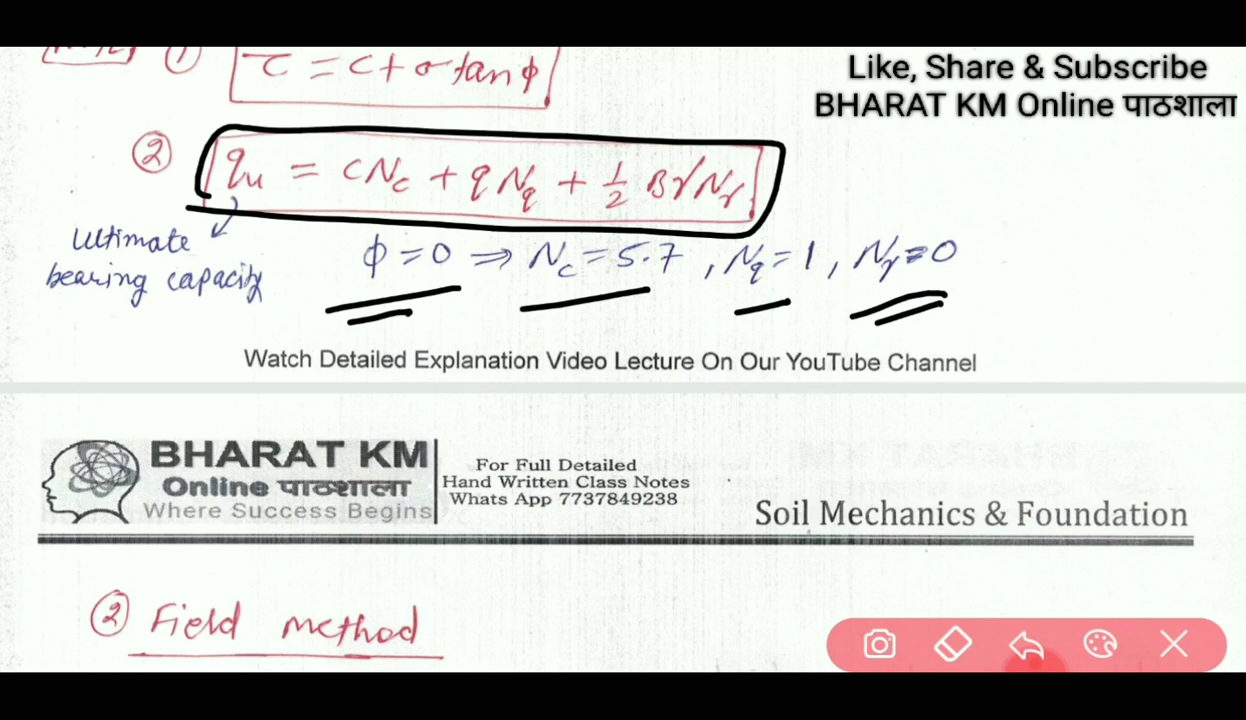 Like, Share & Subscribe
BHARAT KM Online पाठशाला
① τ = C + σ tan ϕ
② qu = CNc + qNq + 1/2 BγNγ
Ultimate bearing capacity
ϕ = 0 ⇒ Nc = 5.7, Nq = 1, Nγ = 0
Watch Detailed Explanation Video Lecture On Our YouTube Channel
BHARAT KM
Online पाठशाला
Where Success Begins
For Full Detailed
Hand Written Class Notes
Whats App 7737849238
Soil Mechanics & Foundation
② Field method